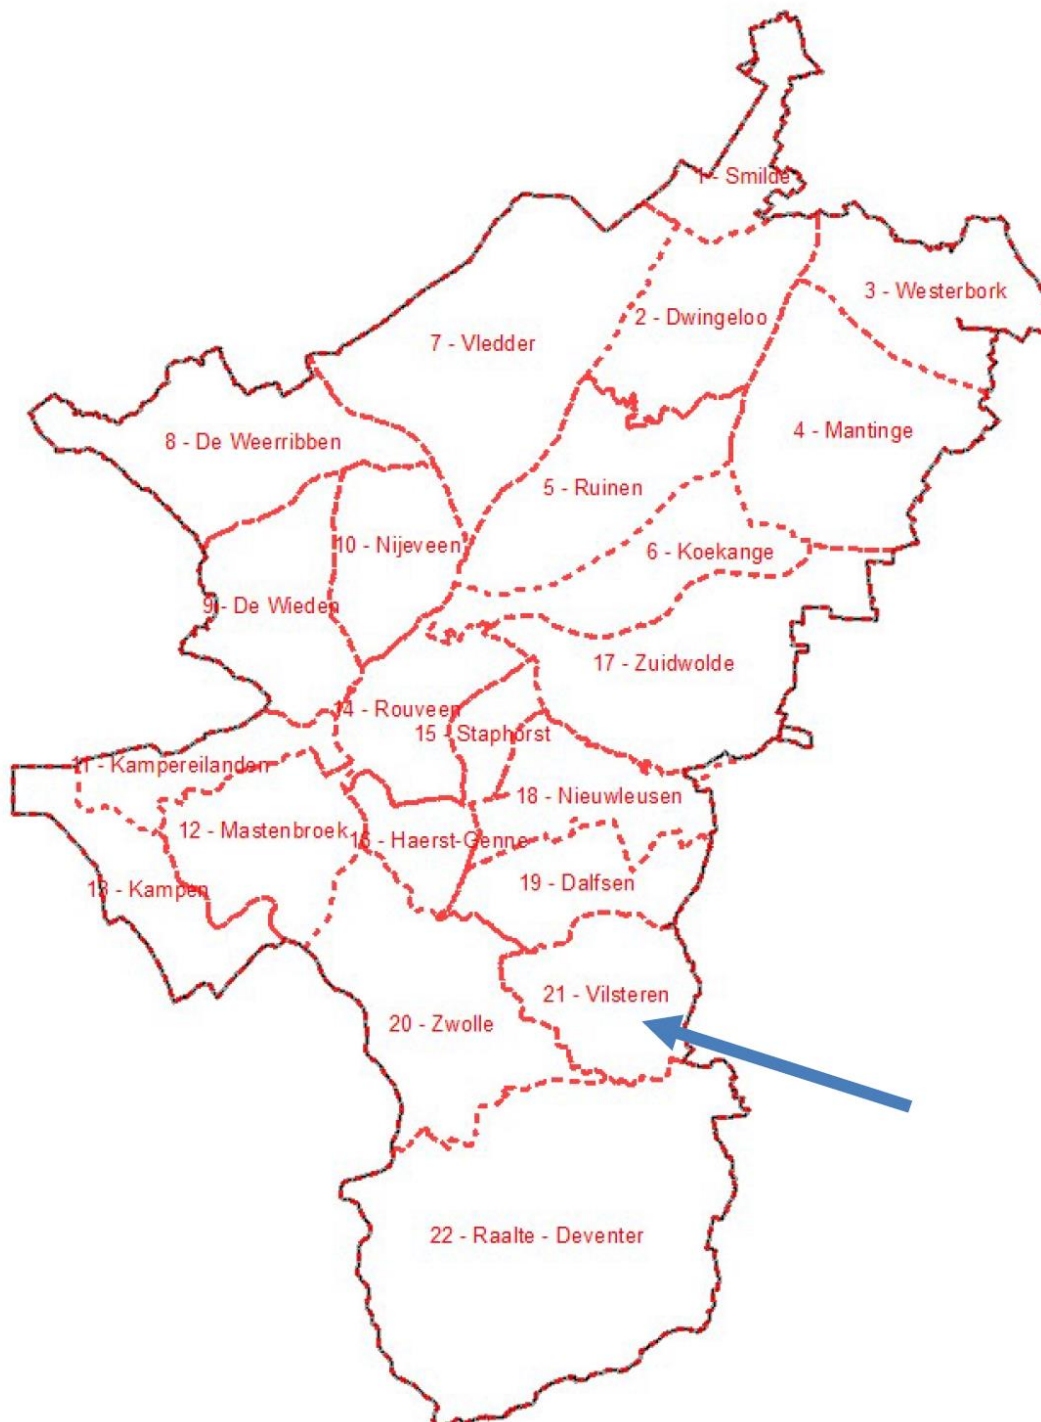 1 - Smilde
3 - Westerbork
2 - Dwingeloo
7 - Vledder
4 - Mantinge
8 - De Weerribben
5 - Ruinen
10 - Nijeveen
6 - Koekange
9 - De Wieden
17 - Zuidwolde
14 - Rouveen
15 - Staphorst
11 - Kampereilanden
18 - Nieuwleusen
12 - Mastenbroek
16 - Haerst-Genne
19 - Dalfsen
13 - Kampen
21 - Vilsteren
20 - Zwolle
22 - Raalte - Deventer